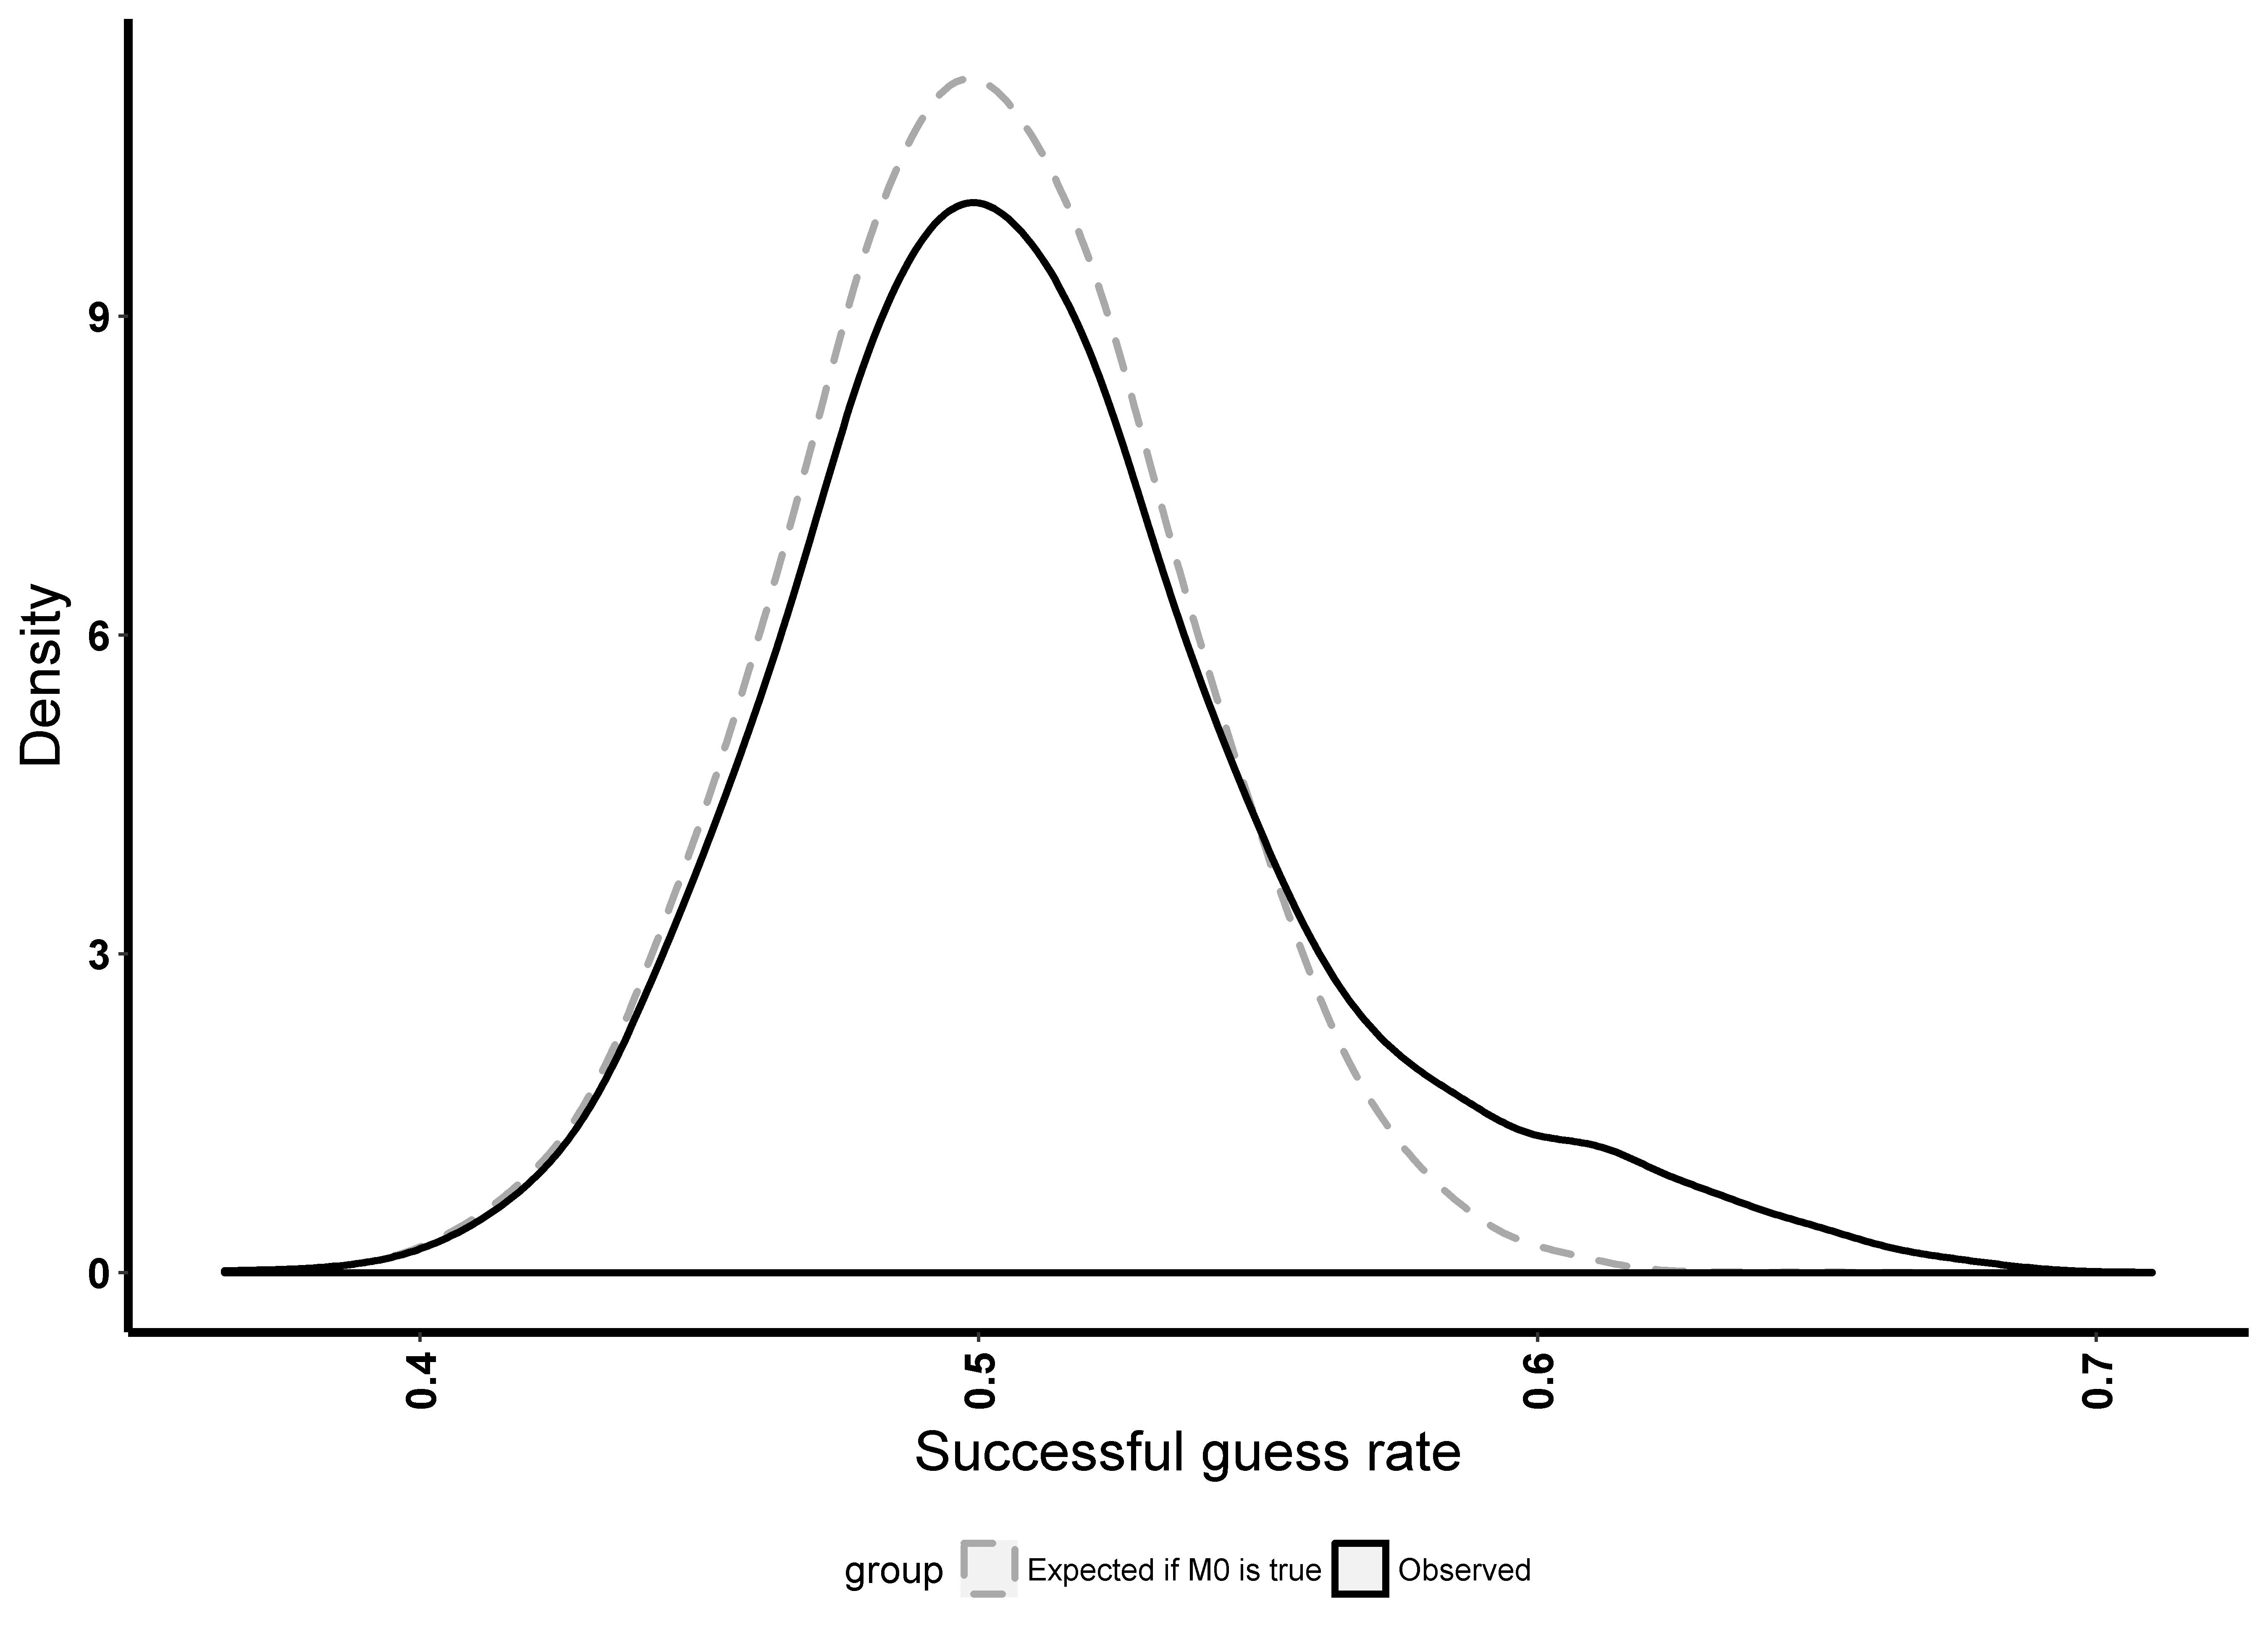 Density
9
6
3
0
0.4
0.5
0.6
0.7
Successful guess rate
group Expected if M0 is true Observed